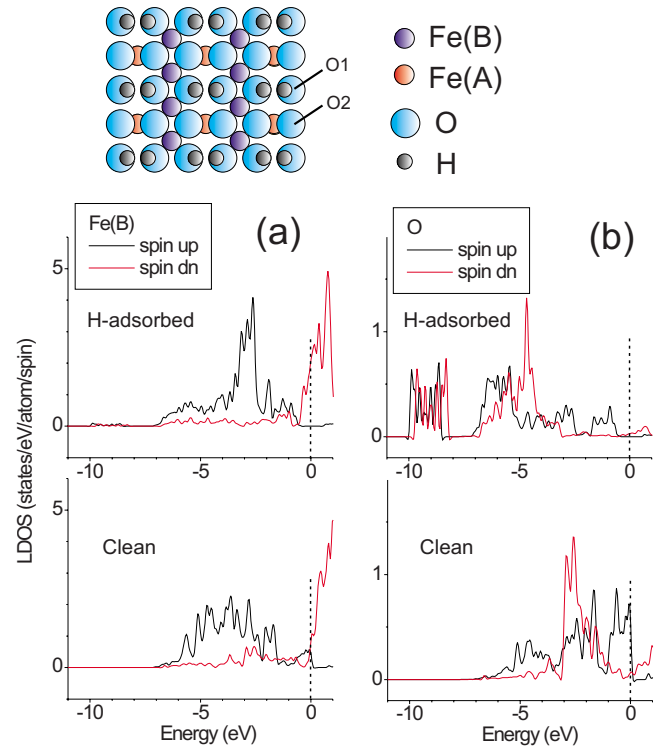 O1
O2
Fe(B)
Fe(A)
O
H
Fe(B)
spin up
spin dn
(a)
H-adsorbed
5
0
-10
-5
0
Clean
5
0
-10
-5
0
Energy (eV)
LDOS (states/eV/atom/spin)
O
spin up
spin dn
(b)
H-adsorbed
1
0
-10
-5
0
Clean
1
0
-10
-5
0
Energy (eV)